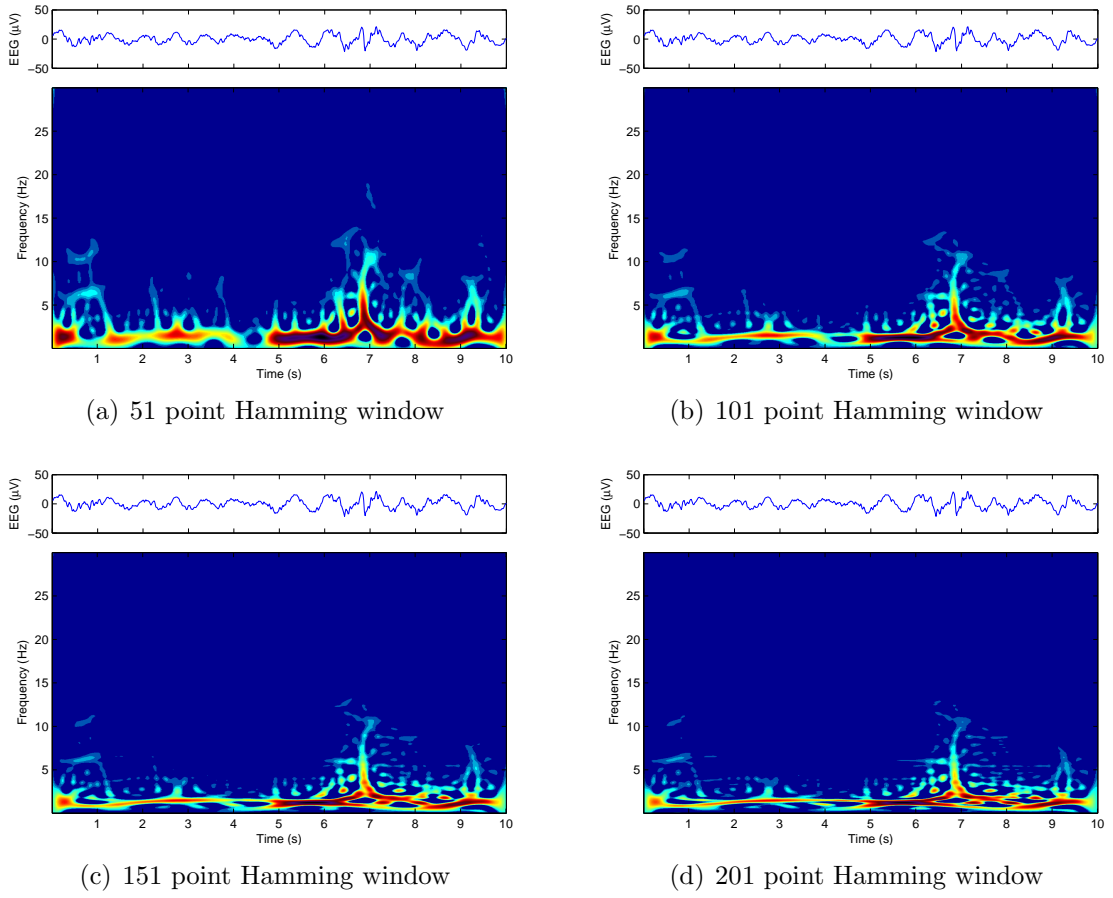 50
0
−50
EEG (µV)
25
20
15
10
5
Frequency (Hz)
1 2 3 4 5 6 7 8 9 10
Time (s)
(a) 51 point Hamming window
50
0
−50
EEG (µV)
25
20
15
10
5
Frequency (Hz)
1 2 3 4 5 6 7 8 9 10
Time (s)
(b) 101 point Hamming window
50
0
−50
EEG (µV)
25
20
15
10
5
Frequency (Hz)
1 2 3 4 5 6 7 8 9 10
Time (s)
(c) 151 point Hamming window
50
0
−50
EEG (µV)
25
20
15
10
5
Frequency (Hz)
1 2 3 4 5 6 7 8 9 10
Time (s)
(d) 201 point Hamming window